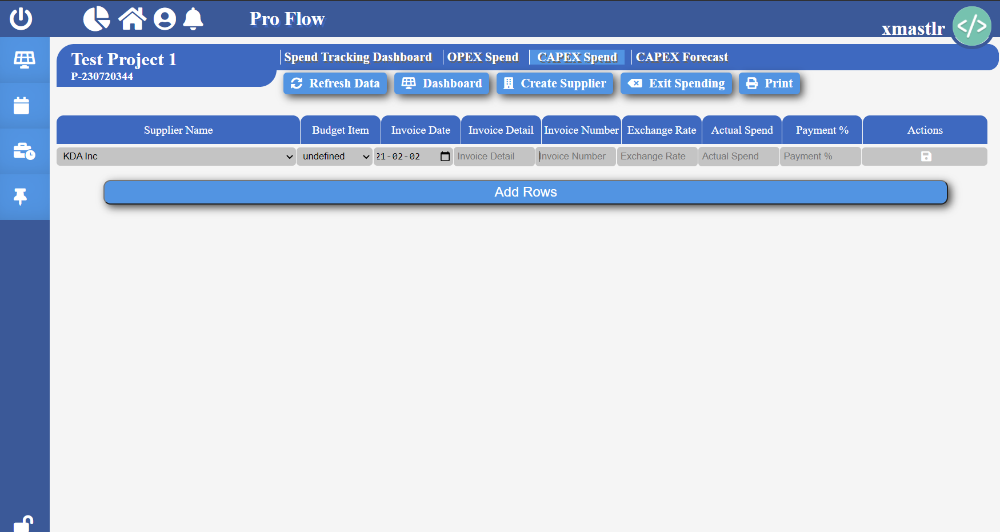 Pro Flow
xmastlr
</>
Test Project 1
P-230720344
Spend Tracking Dashboard OPEX Spend CAPEX Spend CAPEX Forecast
Refresh Data Dashboard Create Supplier Exit Spending Print
Supplier Name Budget Item Invoice Date Invoice Detail Invoice Number Exchange Rate Actual Spend Payment % Actions
KDA Inc undefined 21-02-02 Invoice Detail Invoice Number Exchange Rate Actual Spend Payment %
Add Rows